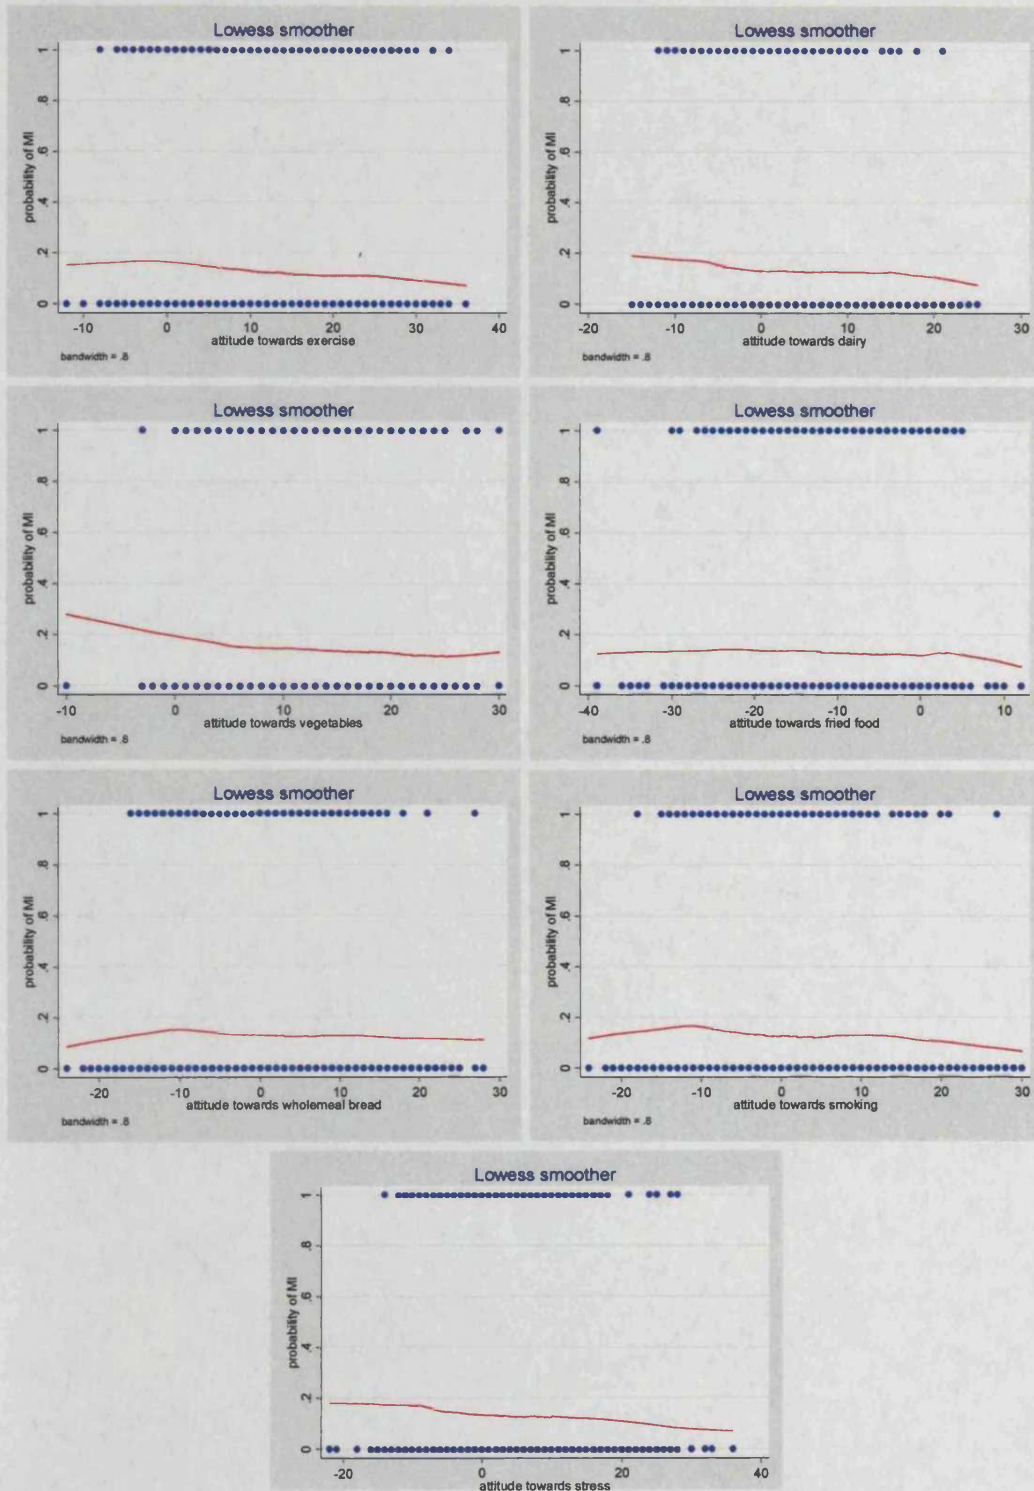 Lowess smoother
probability of MI
0 .2 .4 .6 .8 1
-10 0 10 20 30 40
attitude towards exercise
bandwidth = .8
Lowess smoother
probability of MI
0 .2 .4 .6 .8 1
-20 -10 0 10 20 30
attitude towards dairy
bandwidth = .8
Lowess smoother
probability of MI
0 .2 .4 .6 .8 1
-10 0 10 20 30
attitude towards vegetables
bandwidth = .8
Lowess smoother
probability of MI
0 .2 .4 .6 .8 1
-40 -30 -20 -10 0 10
attitude towards fried food
bandwidth = .8
Lowess smoother
probability of MI
0 .2 .4 .6 .8 1
-20 -10 0 10 20 30
attitude towards wholemeal bread
bandwidth = .8
Lowess smoother
probability of MI
0 .2 .4 .6 .8 1
-20 -10 0 10 20 30
attitude towards smoking
bandwidth = .8
Lowess smoother
probability of MI
0 .2 .4 .6 .8 1
-20 0 20 40
attitude towards stress